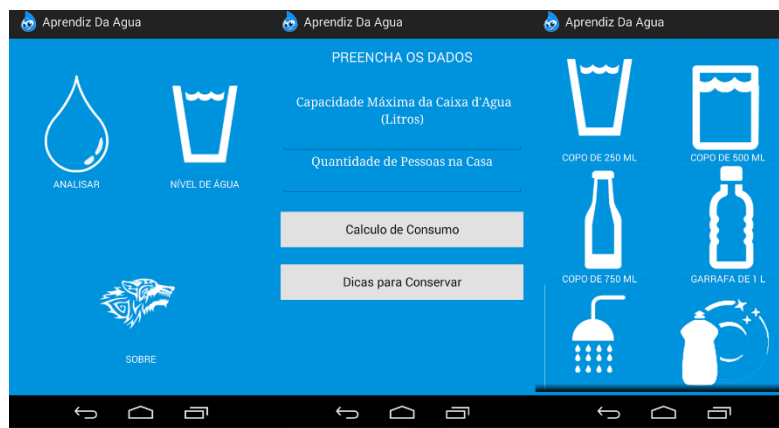 Aprendiz Da Agua
ANALISAR
NÍVEL DE ÁGUA
SOBRE
Aprendiz Da Agua
PREENCHA OS DADOS
Capacidade Máxima da Caixa d'Agua
(Litros)
Quantidade de Pessoas na Casa
Calculo de Consumo
Dicas para Conservar
Aprendiz Da Agua
COPO DE 250 ML
COPO DE 500 ML
COPO DE 750 ML
GARRAFA DE 1 L